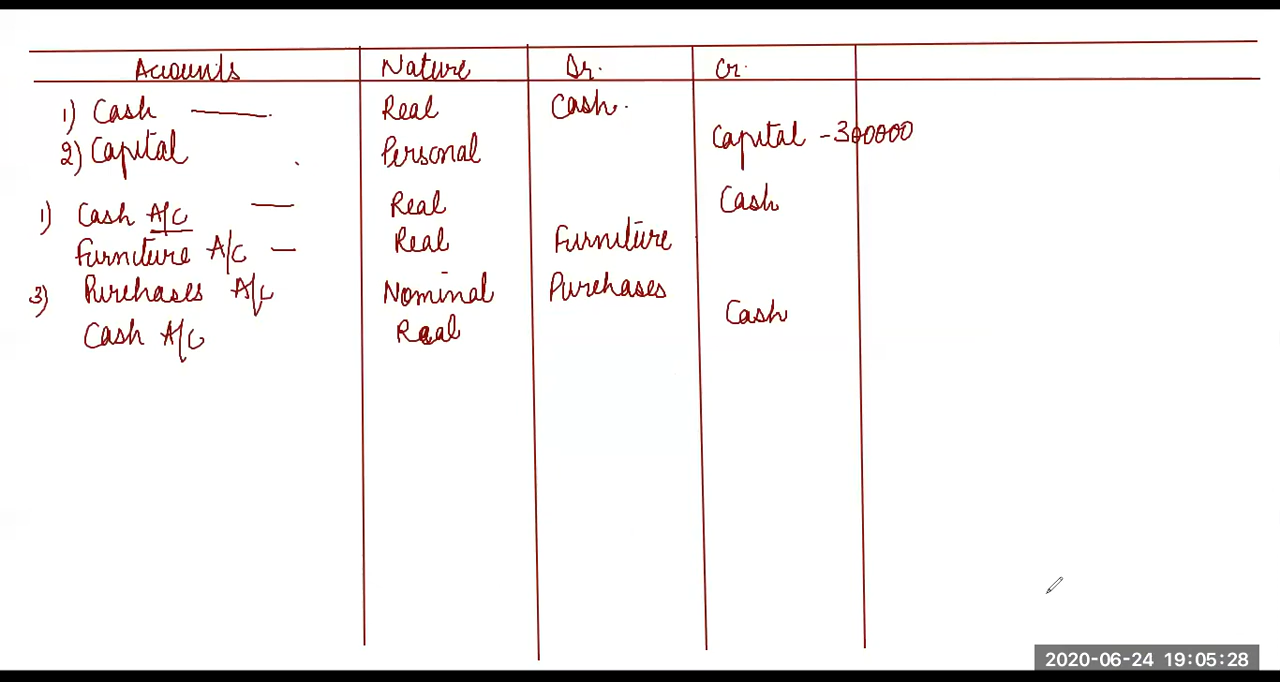 Accounts Nature Dr. Cr.
1) Cash Real Cash.
2) Capital Personal Capital - 300000
1) Cash A/C Real Cash
Furniture A/C Real Furniture
3) Purchases A/C Nominal Purchases
Cash A/C Real Cash
2020-06-24 19:05:28